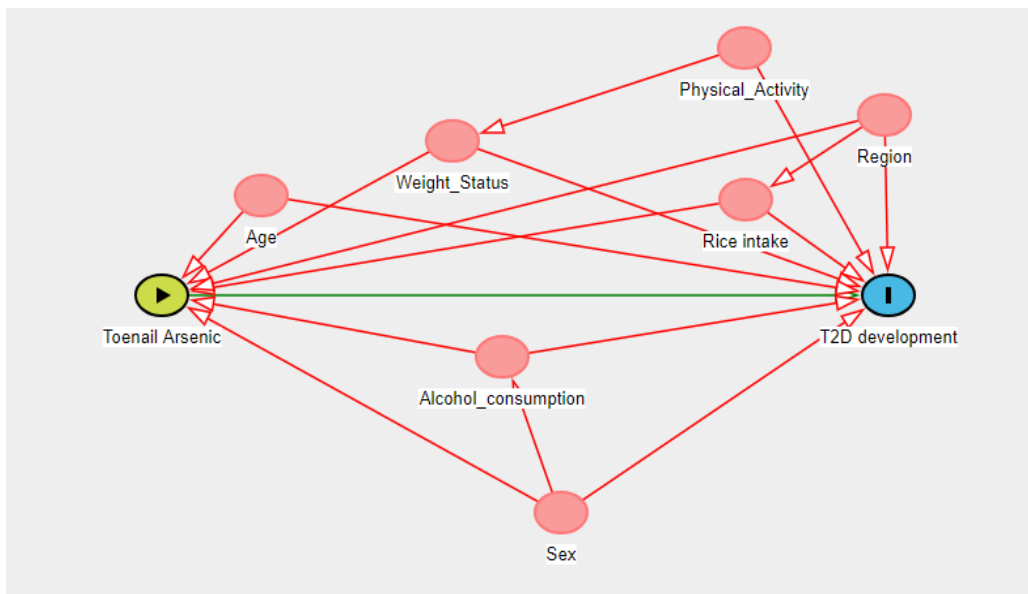 Physical_Activity
Region
Weight_Status
Rice intake
Age
Toenail Arsenic
T2D development
Alcohol_consumption
Sex